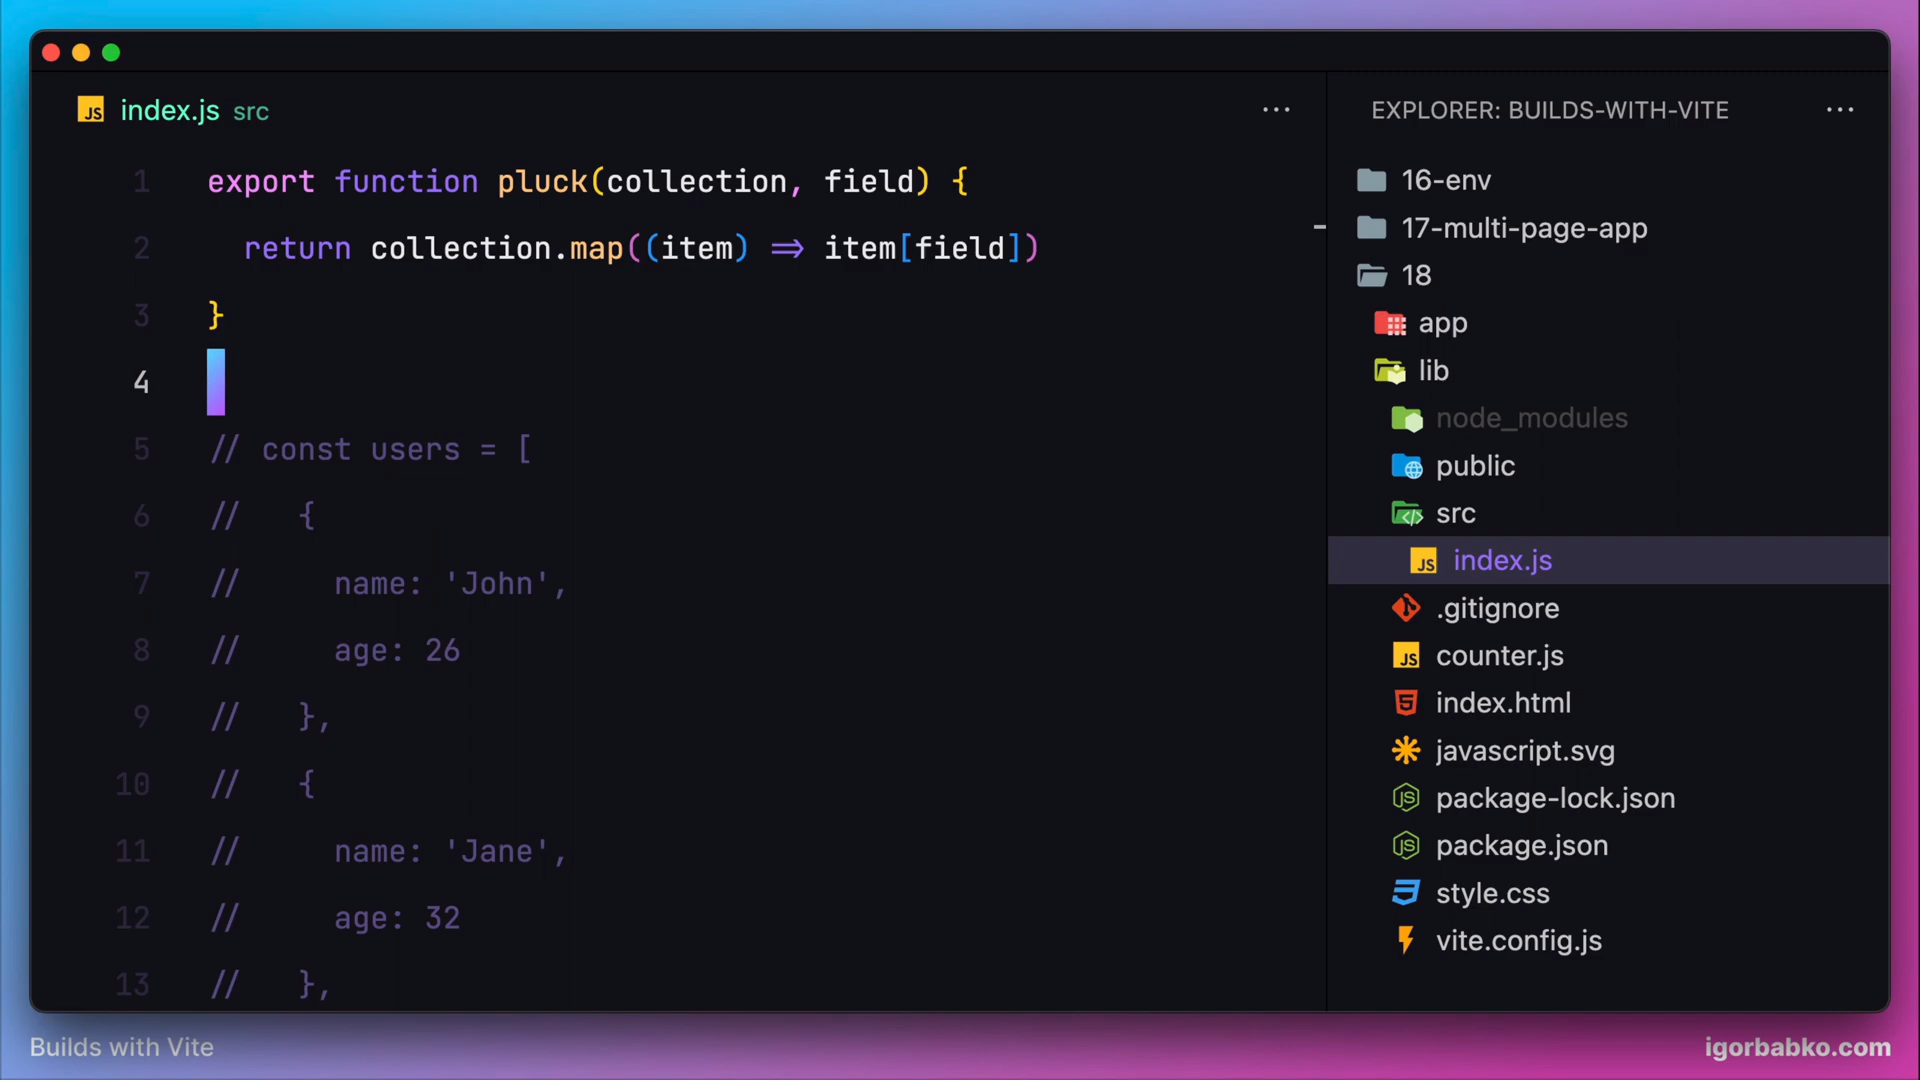 index.js src
1 export function pluck(collection, field) {
2 return collection.map((item) => item[field])
3 }
4
5 // const users = [
6 // {
7 // name: 'John',
8 // age: 26
9 // },
10 // {
11 // name: 'Jane',
12 // age: 32
13 // },
EXPLORER: BUILDS-WITH-VITE
16-env
17-multi-page-app
18
app
lib
node_modules
public
src
index.js
.gitignore
counter.js
index.html
javascript.svg
package-lock.json
package.json
style.css
vite.config.js
Builds with Vite
igorbabko.com